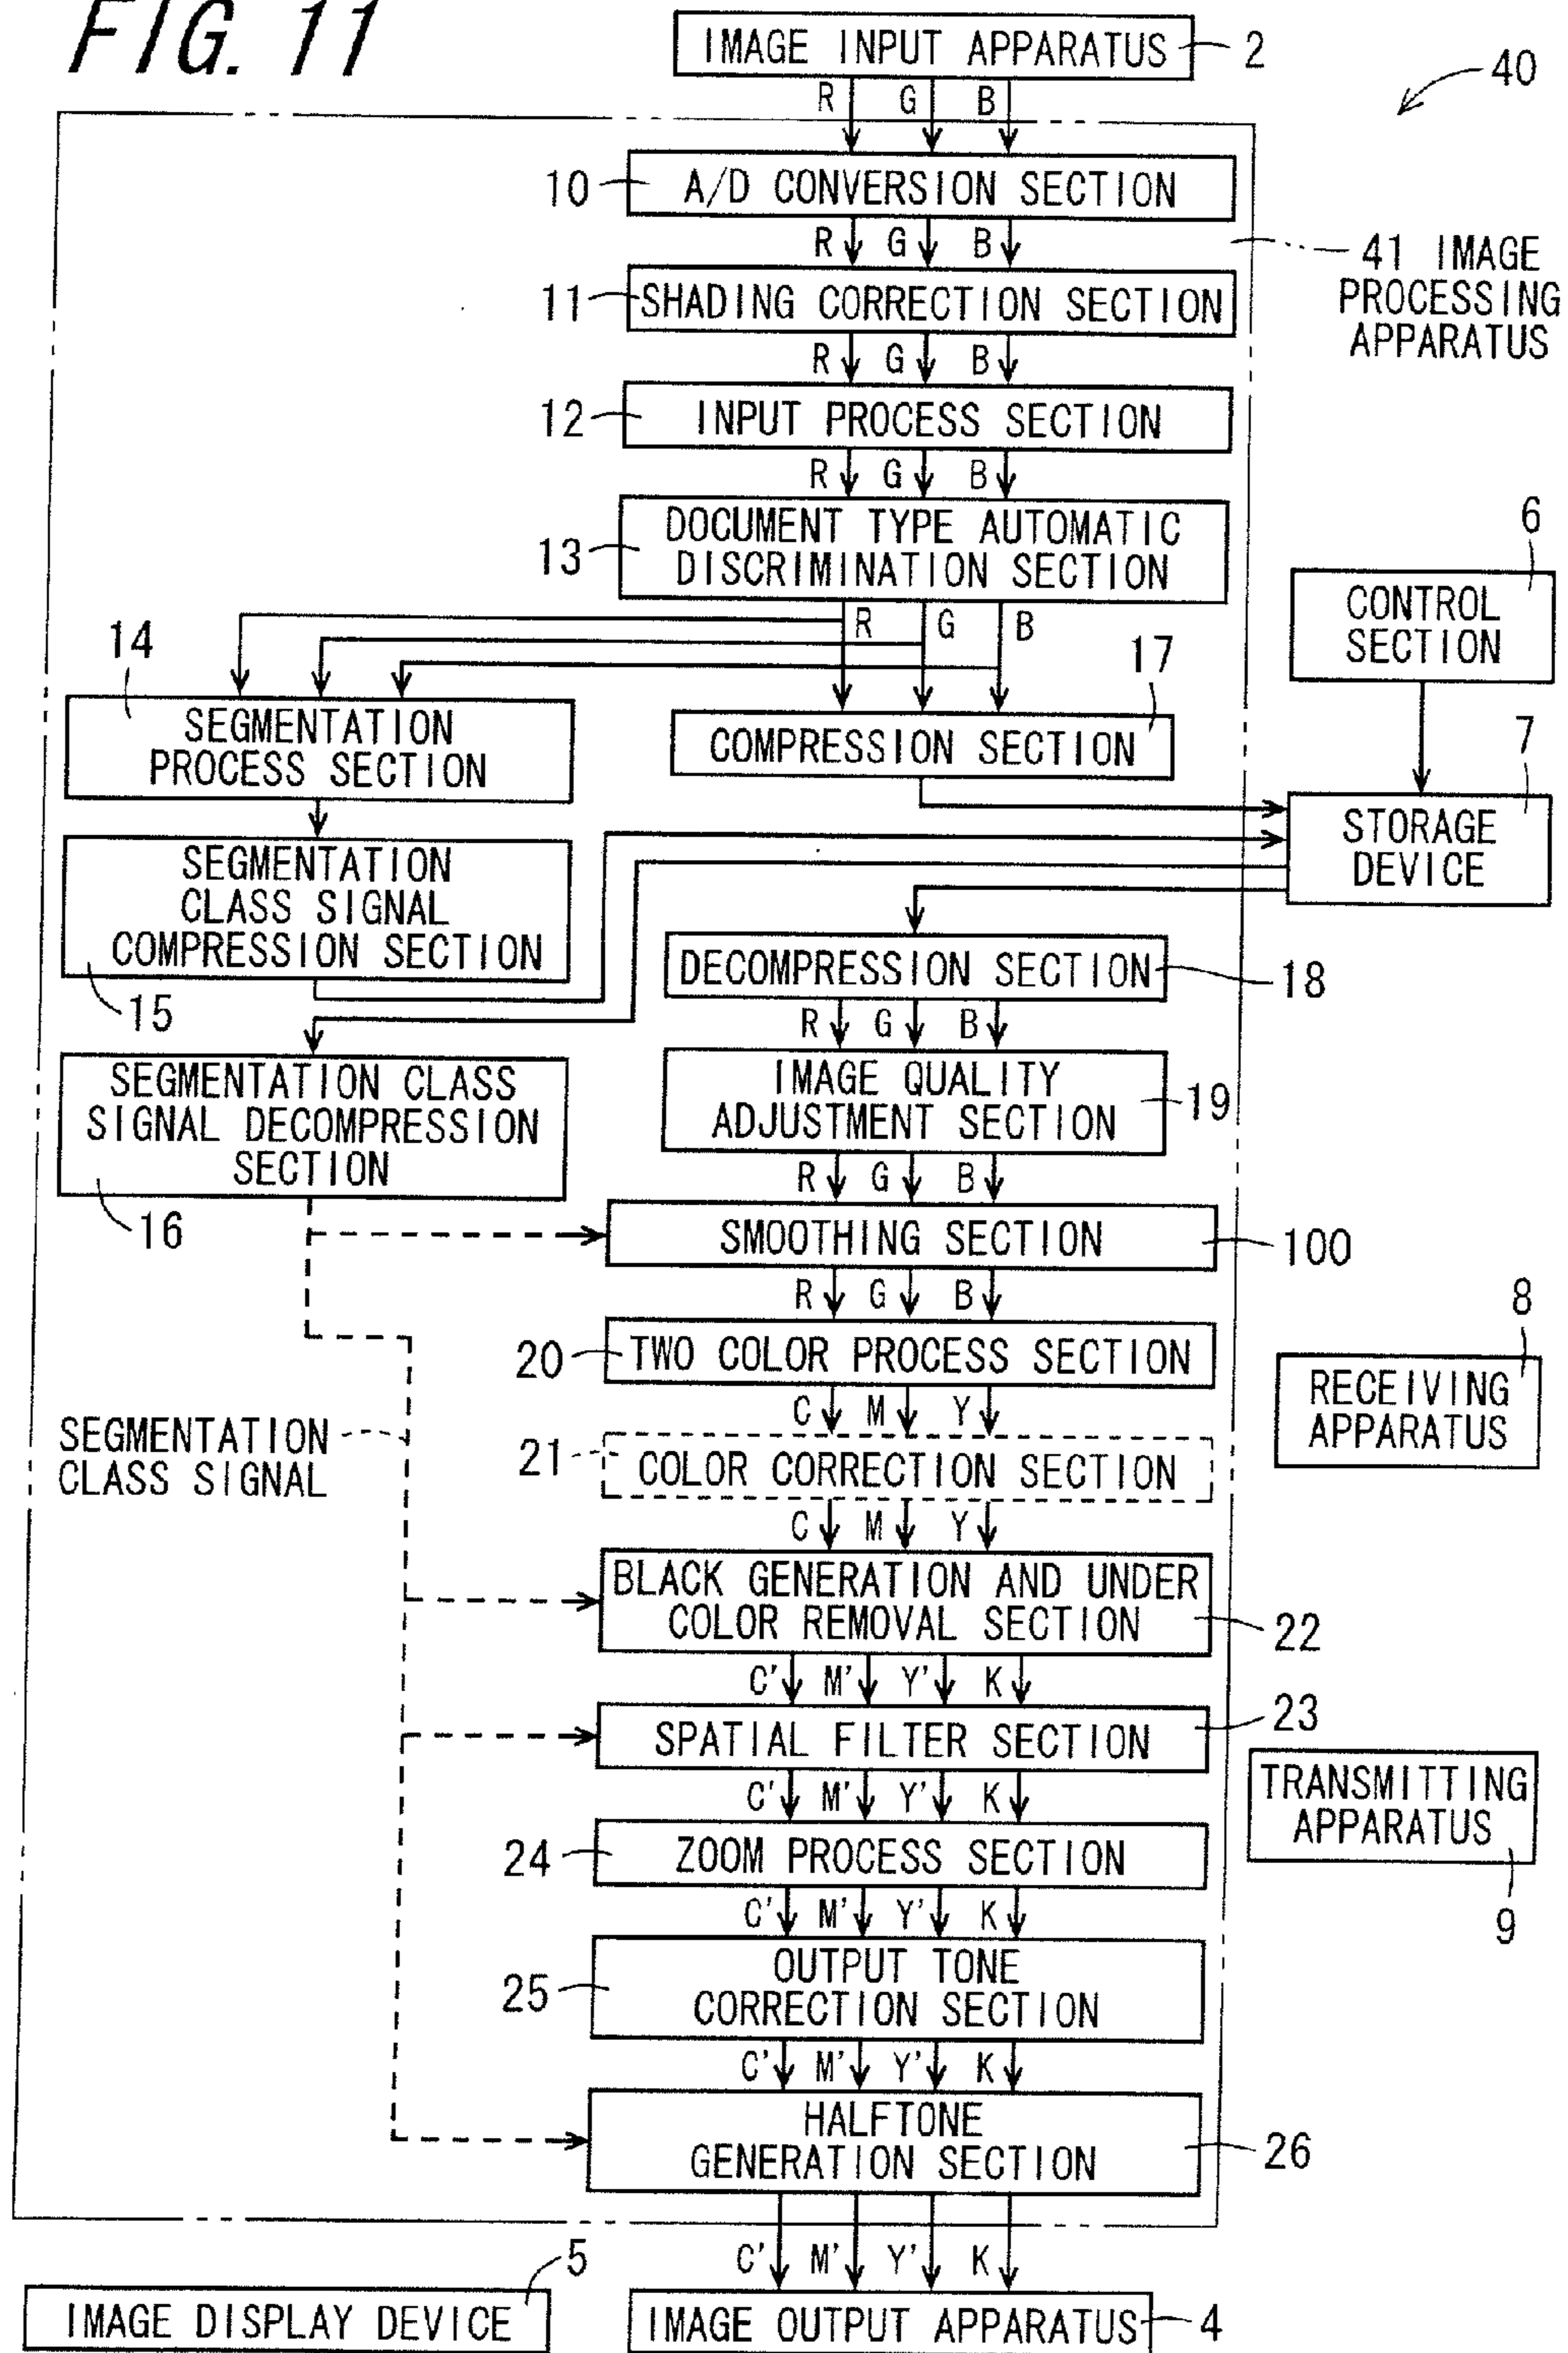 FIG. 11
IMAGE INPUT APPARATUS
2
40
R G B
10
A/D CONVERSION SECTION
R G B
41 IMAGE
PROCESSING
APPARATUS
11
SHADING CORRECTION SECTION
R G B
12
INPUT PROCESS SECTION
R G B
13
DOCUMENT TYPE AUTOMATIC
DISCRIMINATION SECTION
6
CONTROL
SECTION
R G B
14
SEGMENTATION
PROCESS SECTION
17
COMPRESSION SECTION
7
STORAGE
DEVICE
SEGMENTATION
CLASS SIGNAL
COMPRESSION SECTION
15
DECOMPRESSION SECTION
18
R G B
SEGMENTATION CLASS
SIGNAL DECOMPRESSION
SECTION
16
IMAGE QUALITY
ADJUSTMENT SECTION
19
R G B
SMOOTHING SECTION
100
R G B
20
TWO COLOR PROCESS SECTION
8
RECEIVING
APPARATUS
C M Y
SEGMENTATION
CLASS SIGNAL
21
COLOR CORRECTION SECTION
C M Y
BLACK GENERATION AND UNDER
COLOR REMOVAL SECTION
22
C' M' Y' K
SPATIAL FILTER SECTION
23
C' M' Y' K
TRANSMITTING
APPARATUS
9
24
ZOOM PROCESS SECTION
C' M' Y' K
25
OUTPUT TONE
CORRECTION SECTION
C' M' Y' K
HALFTONE
GENERATION SECTION
26
C' M' Y' K
5
IMAGE DISPLAY DEVICE
IMAGE OUTPUT APPARATUS
4